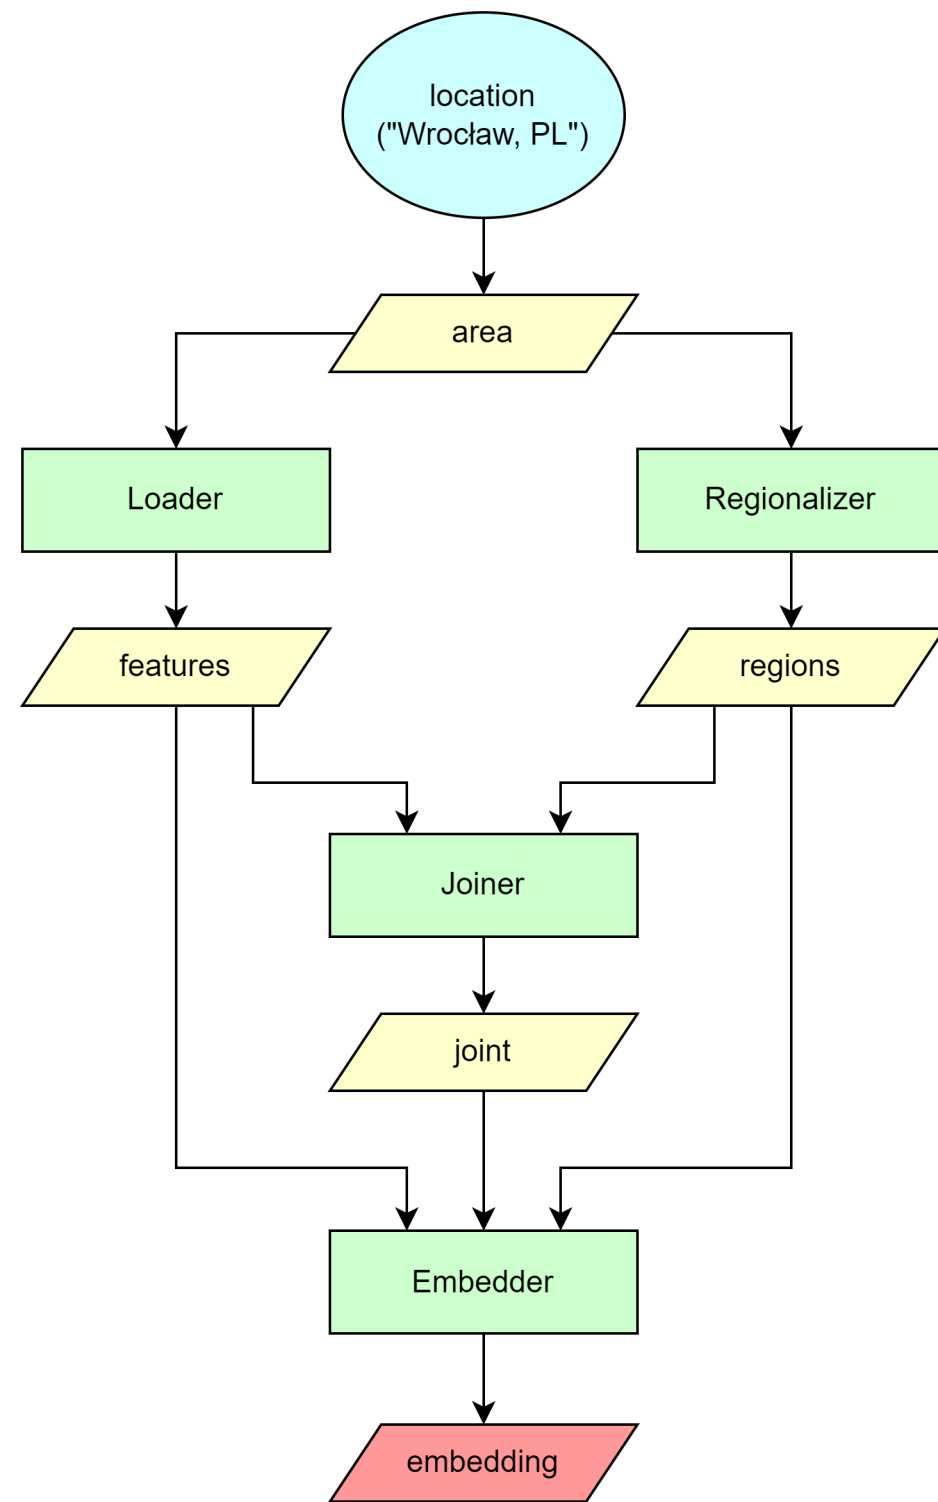 location
("Wrocław, PL")
area
Loader
Regionalizer
features
regions
Joiner
joint
Embedder
embedding